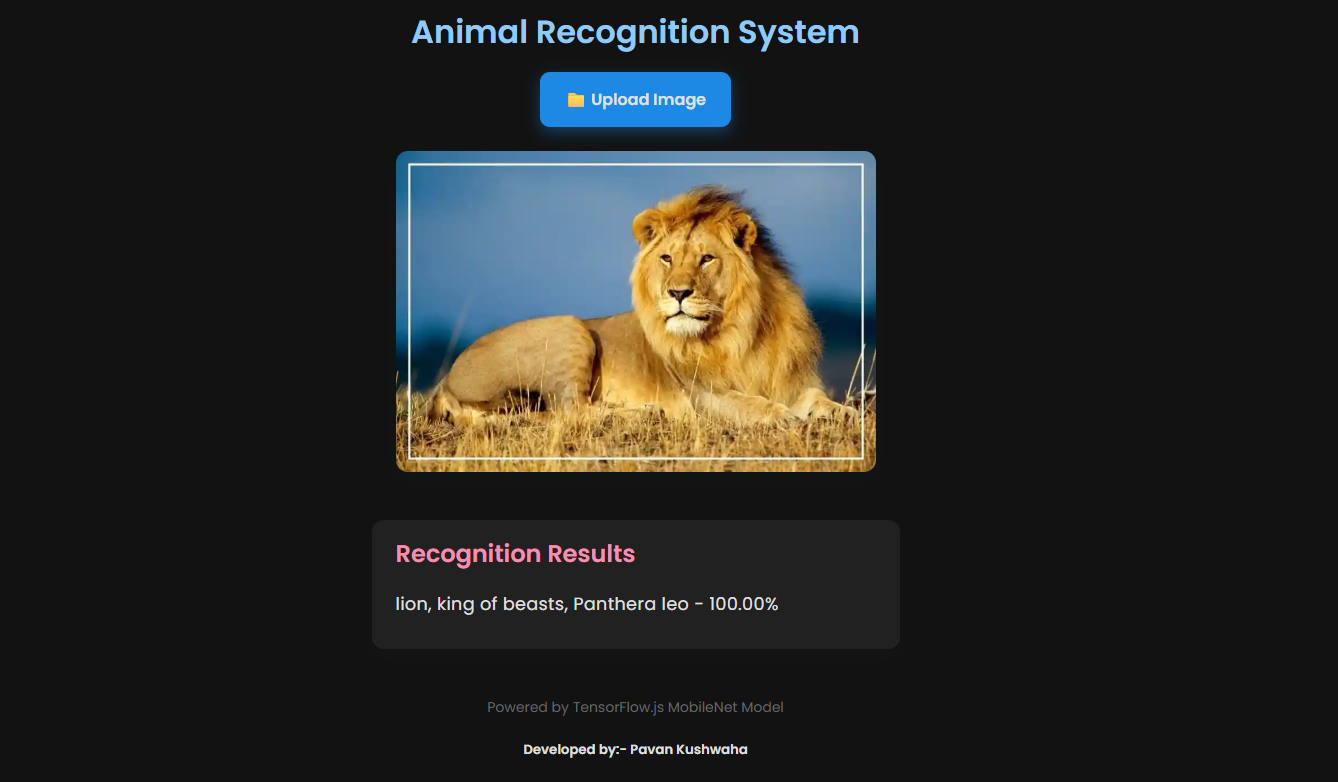 Animal Recognition System
📁 Upload Image
Recognition Results
lion, king of beasts, Panthera leo - 100.00%
Powered by TensorFlow.js MobileNet Model
Developed by:- Pavan Kushwaha